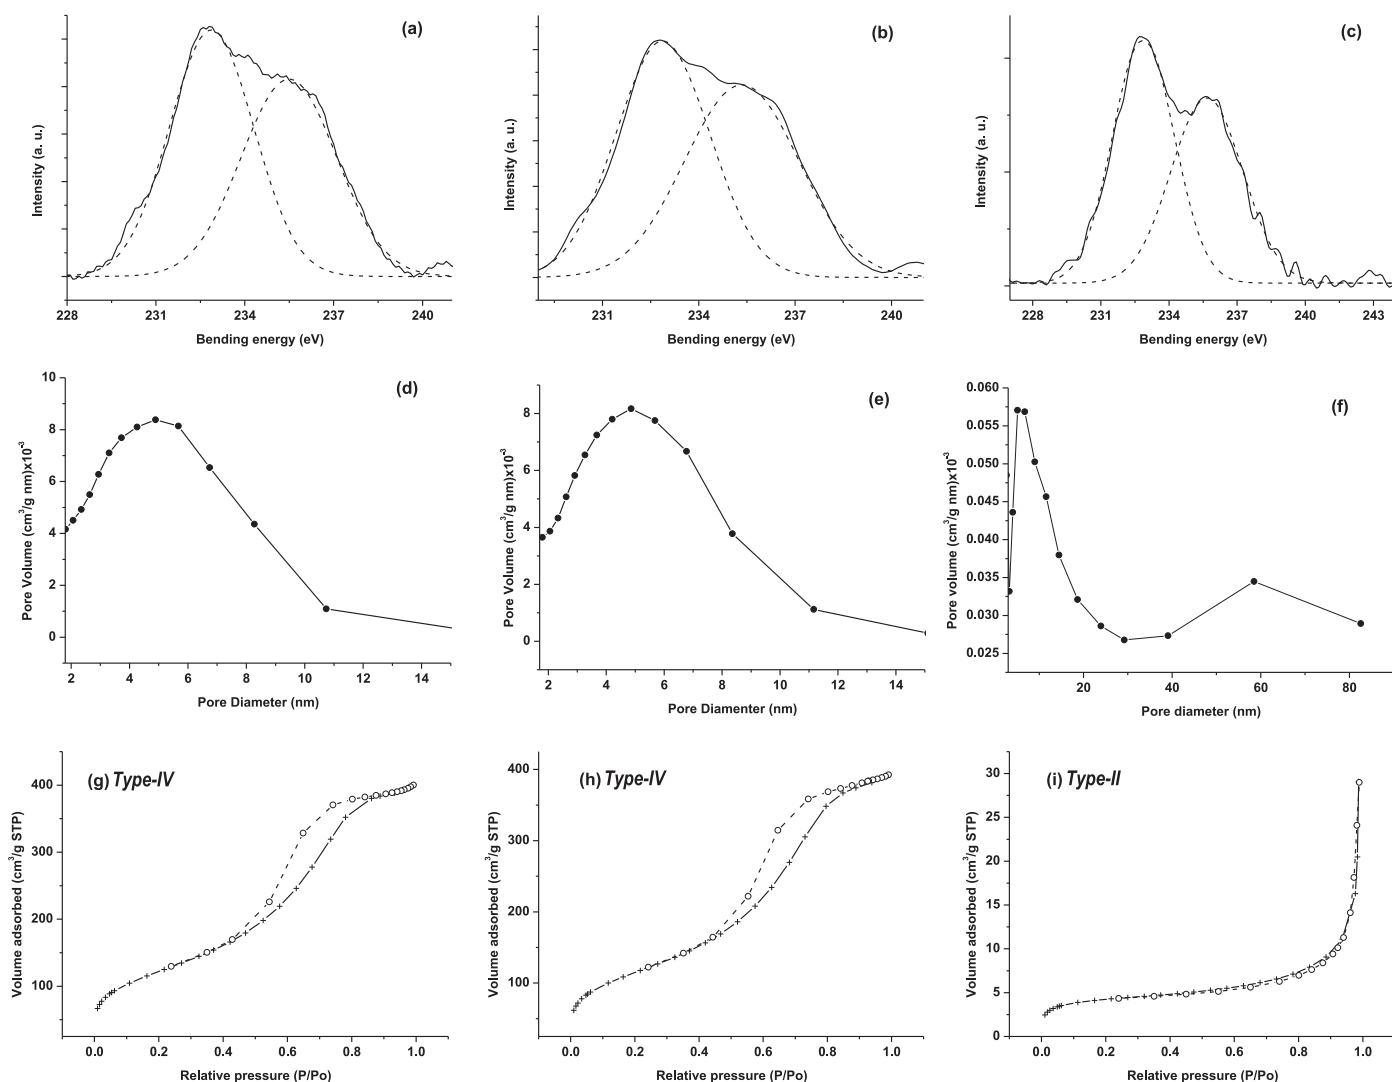 (a)
Intensity (a. u.)
228 231 234 237 240
Bending energy (eV)
(b)
Intensity (a. u.)
231 234 237 240
Bending energy (eV)
(c)
Intensity (a. u.)
228 231 234 237 240 243
Bending energy (eV)
(d)
Pore Volume (cm³/g nm)x10⁻³
10
8
6
4
2
0
2 4 6 8 10 12 14
Pore Diameter (nm)
(e)
Pore Volume (cm³/g nm)x10⁻³
8
6
4
2
0
2 4 6 8 10 12 14
Pore Diamenter (nm)
(f)
Pore volume (cm³/g nm)x10⁻³
0.060
0.055
0.050
0.045
0.040
0.035
0.030
0.025
20 40 60 80
Pore diameter (nm)
(g) Type-IV
Volume adsorbed (cm³/g STP)
400
300
200
100
0.0 0.2 0.4 0.6 0.8 1.0
Relative pressure (P/Po)
(h) Type-IV
Volume adsorbed (cm³/g STP)
400
300
200
100
0.0 0.2 0.4 0.6 0.8 1.0
Relative pressure (P/Po)
(i) Type-II
Volume adsorbed (cm³/g STP)
30
25
20
15
10
5
0
0.0 0.2 0.4 0.6 0.8 1.0
Relative pressure (P/Po)